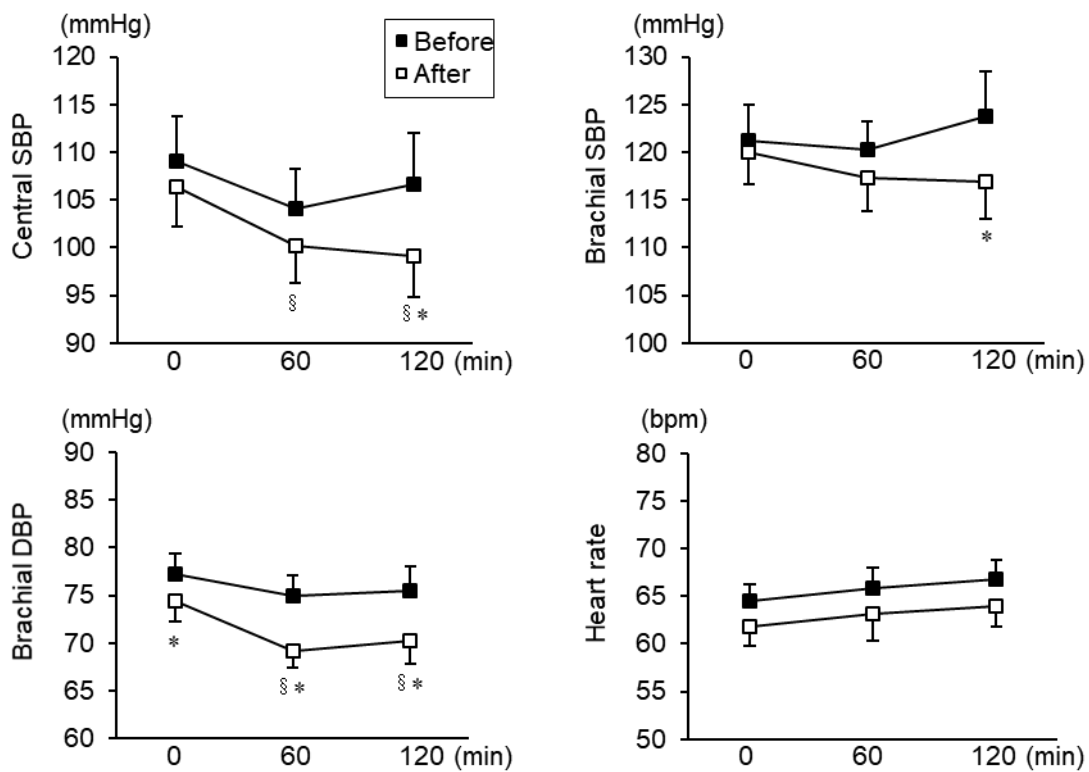 (mmHg)
Central SBP
120
115
110
105
100
95
90
0 60 120 (min)
■ Before
□ After
§
§ *
(mmHg)
Brachial SBP
130
125
120
115
110
105
100
0 60 120 (min)
*
(mmHg)
Brachial DBP
90
85
80
75
70
65
60
0 60 120 (min)
*
§ *
§ *
(bpm)
Heart rate
80
75
70
65
60
55
50
0 60 120 (min)